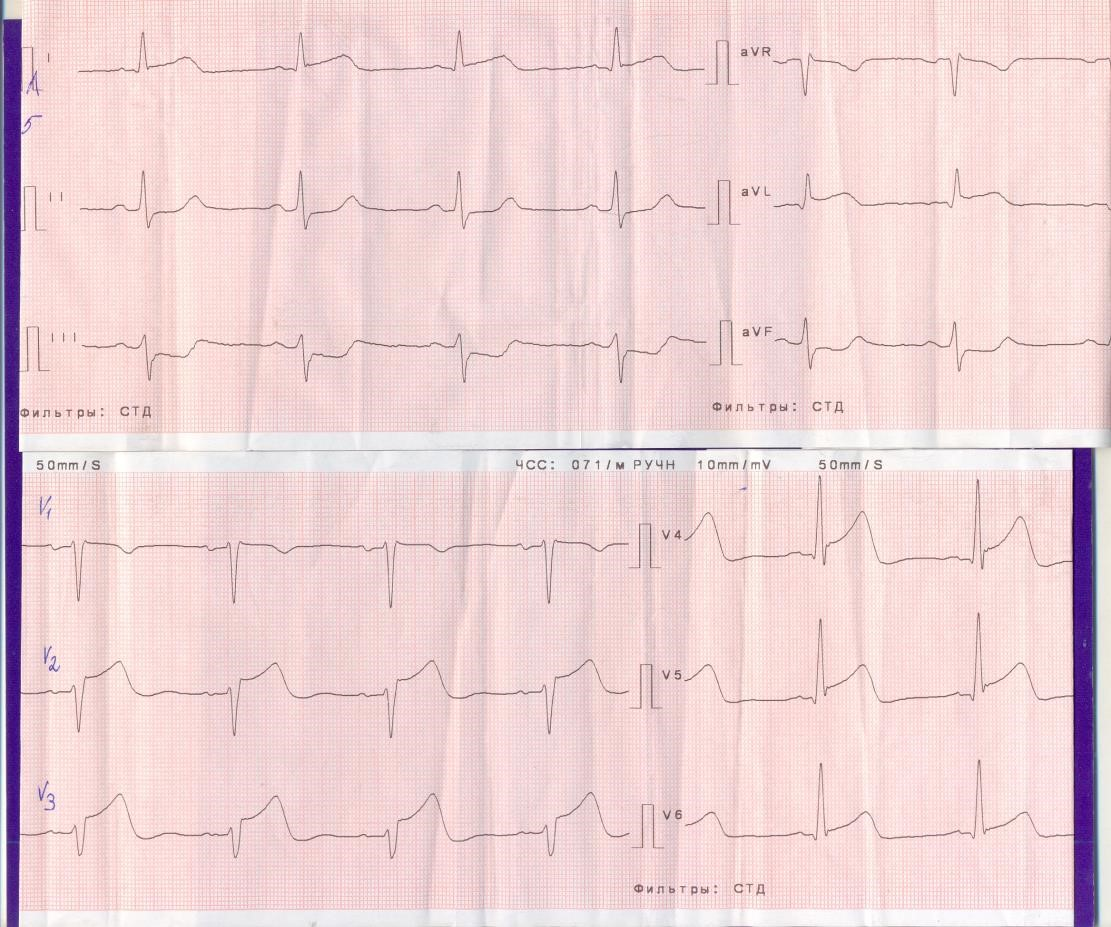 I
aVR
А
5
II
aVL
III
aVF
Фильтры: СТД
Фильтры: СТД
50mm/S ЧСС: 071/м РУЧН 10mm/mV 50mm/S
V1
V4
V2
V5
V3
V6
Фильтры: СТД